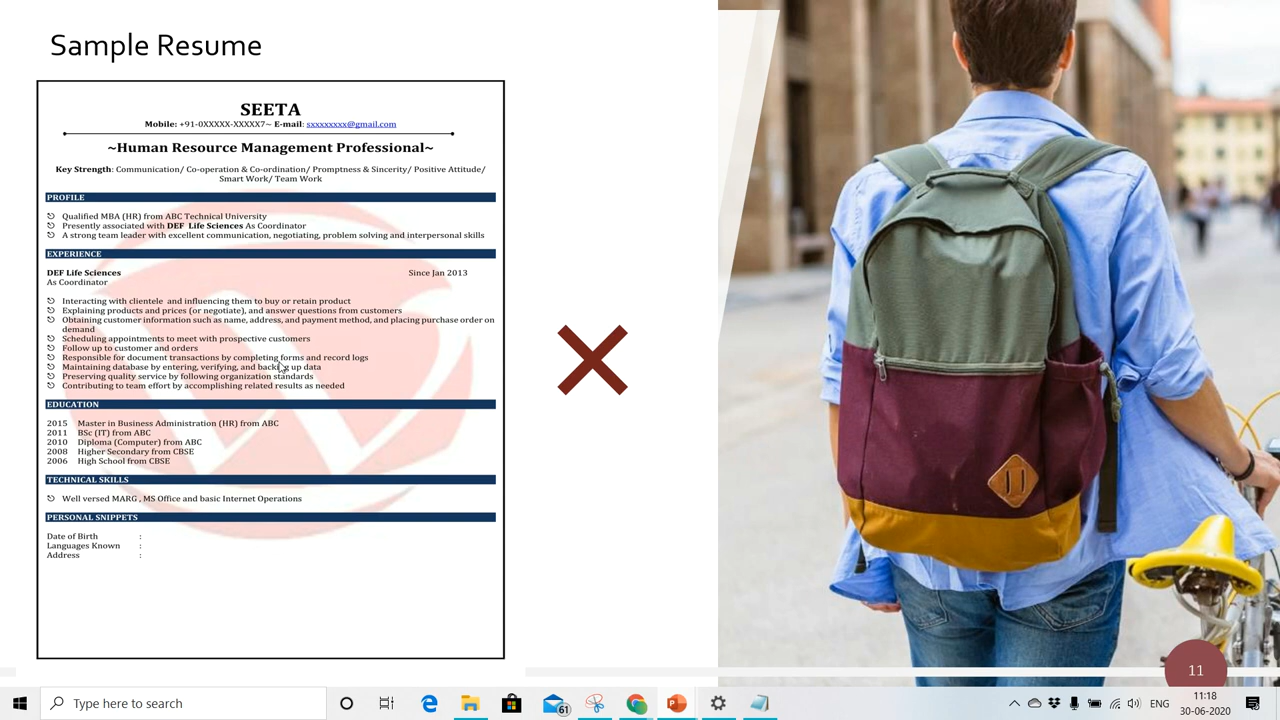 Sample Resume
SEETA
Mobile: +91-0XXXXX-XXXXX7~ E-mail: sxxxxxxxx@gmail.com
~Human Resource Management Professional~
Key Strength: Communication/ Co-operation & Co-ordination/ Promptness & Sincerity/ Positive Attitude/
Smart Work/ Team Work
PROFILE
Qualified MBA (HR) from ABC Technical University
Presently associated with DEF Life Sciences As Coordinator
A strong team leader with excellent communication, negotiating, problem solving and interpersonal skills
EXPERIENCE
DEF Life Sciences Since Jan 2013
As Coordinator
Interacting with clientele and influencing them to buy or retain product
Explaining products and prices (or negotiate), and answer questions from customers
Obtaining customer information such as name, address, and payment method, and placing purchase order on
demand
Scheduling appointments to meet with prospective customers
Follow up to customer and orders
Responsible for document transactions by completing forms and record logs
Maintaining database by entering, verifying, and backing up data
Preserving quality service by following organization standards
Contributing to team effort by accomplishing related results as needed
EDUCATION
2015 Master in Business Administration (HR) from ABC
2011 BSc (IT) from ABC
2010 Diploma (Computer) from ABC
2008 Higher Secondary from CBSE
2006 High School from CBSE
TECHNICAL SKILLS
Well versed MARG , MS Office and basic Internet Operations
PERSONAL SNIPPETS
Date of Birth :
Languages Known :
Address :
11
Type here to search
61
ENG
11:18
30-06-2020